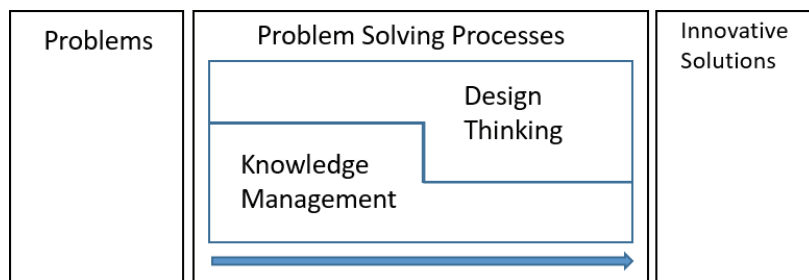 Problems
Problem Solving Processes
Innovative
Solutions
Design
Thinking
Knowledge
Management